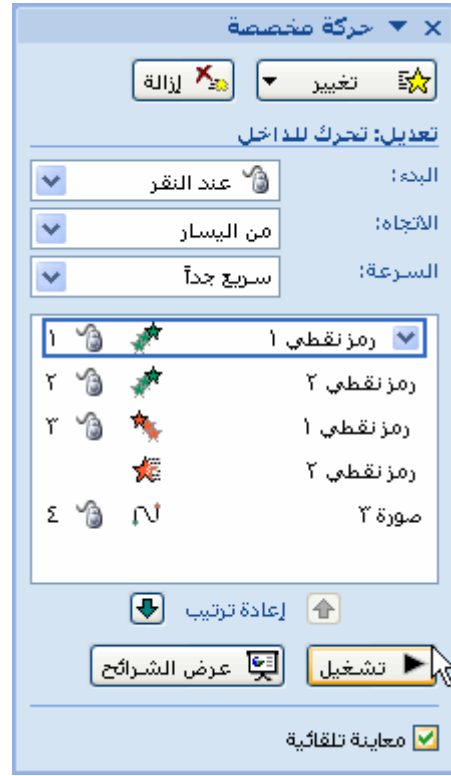 حركة مخصصة
تغيير إزالة
تعديل: تحرك للداخل
البدء: عند النقر
الاتجاه: من اليسار
السرعة: سريع جداً
رمز نقطي ١ ١
رمز نقطي ٢ ٢
رمز نقطي ١ ٣
رمز نقطي ٢
صورة ٣ ٤
إعادة ترتيب
تشغيل عرض الشرائح
معاينة تلقائية